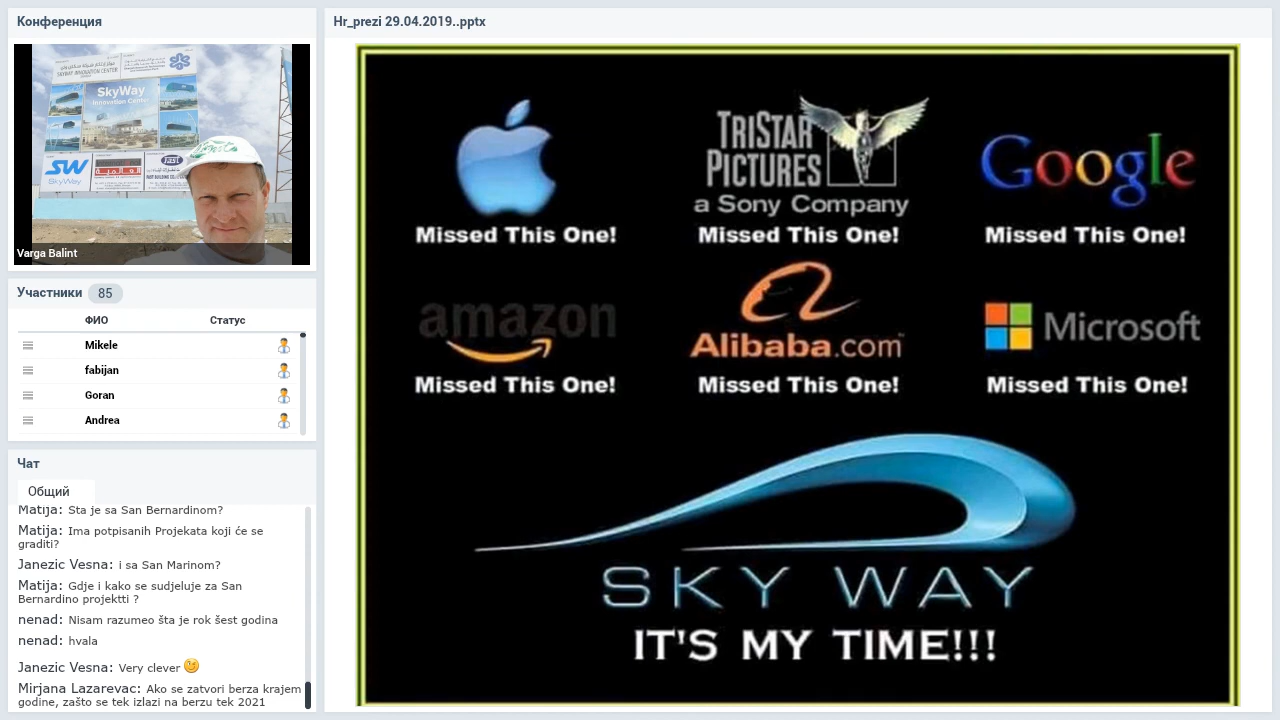 Конференция
SKYWAY INNOVATION CENTER
SkyWay
Innovation Center
SW
SkyWay
fast
Varga Balint
Участники 85
ФИО Статус
Mikele
fabijan
Goran
Andrea
Чат
Общий
Matija: Sta je sa San Bernardinom?
Matija: Ima potpisanih Projekata koji će se
graditi?
Janezic Vesna: i sa San Marinom?
Matija: Gdje i kako se sudjeluje za San
Bernardino projektti ?
nenad: Nisam razumeo šta je rok šest godina
nenad: hvala
Janezic Vesna: Very clever
Mirjana Lazarevac: Ako se zatvori berza krajem
godine, zašto se tek izlazi na berzu tek 2021
Hr_prezi 29.04.2019..pptx
TRISTAR
PICTURES
a Sony Company
Google
Missed This One! Missed This One! Missed This One!
amazon
Alibaba.com™
Microsoft
Missed This One! Missed This One! Missed This One!
SKY WAY
IT'S MY TIME!!!